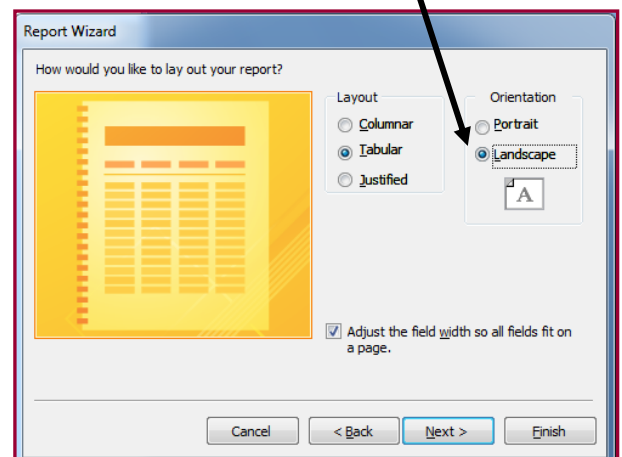 Report Wizard
How would you like to lay out your report?
Layout
Columnar
Tabular
Justified
Orientation
Portrait
Landscape
A
Adjust the field width so all fields fit on
a page.
Cancel
< Back
Next >
Finish